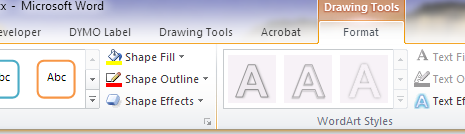 x - Microsoft Word
Drawing Tools
eveloper DYMO Label Drawing Tools Acrobat Format
Shape Fill
Text Fi
bc Abc Shape Outline A A A Text O
Shape Effects Text Eff
WordArt Styles